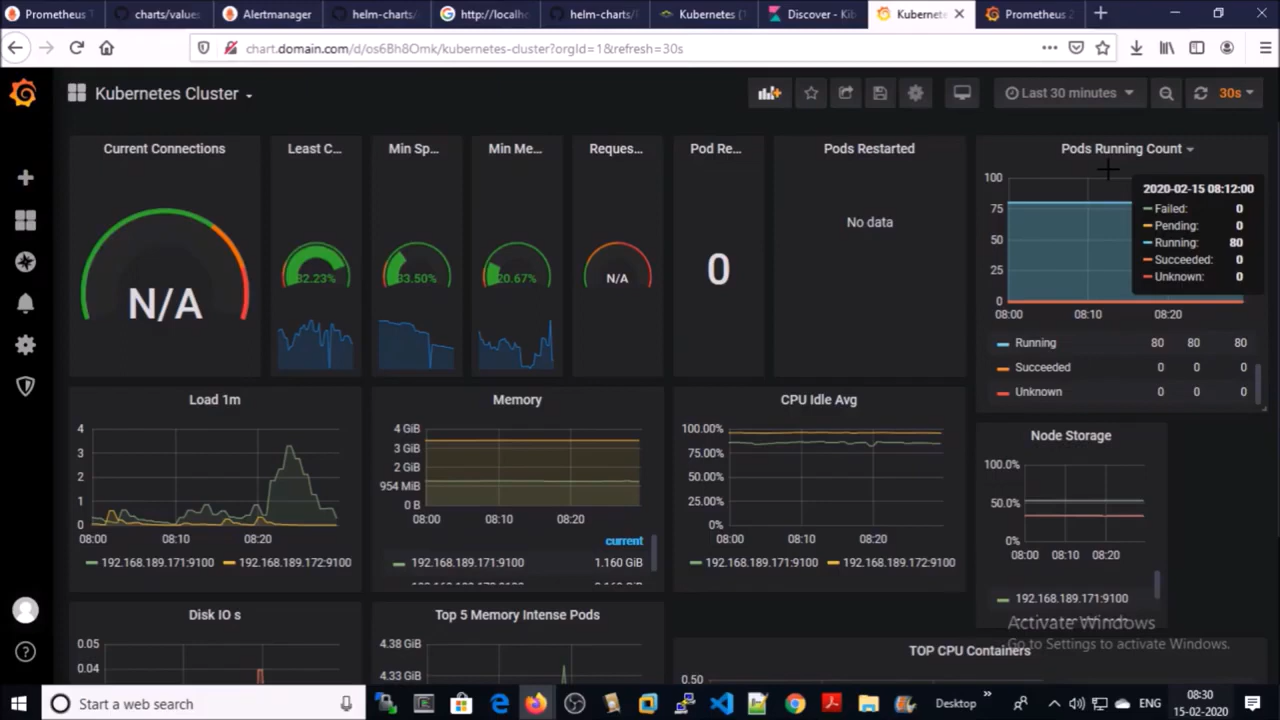 Prometheus T
charts/values
Alertmanager
helm-charts/
http://localho
helm-charts/
Kubernetes (
Discover - Kib
Kubernete
Prometheus 2
chart.domain.com/d/os6Bh8Omk/kubernetes-cluster?orgId=1&refresh=30s
Kubernetes Cluster
Last 30 minutes
30s
Current Connections
N/A
Least C...
32.23%
Min Sp...
33.50%
Min Me...
20.67%
Reques...
N/A
Pod Re...
0
Pods Restarted
No data
Pods Running Count
100
75
50
25
0
08:00 08:10 08:20
2020-02-15 08:12:00
Failed: 0
Pending: 0
Running: 80
Succeeded: 0
Unknown: 0
Running 80 80 80
Succeeded 0 0 0
Unknown 0 0 0
Load 1m
4
3
2
1
0
08:00 08:10 08:20
192.168.189.171:9100 192.168.189.172:9100
Memory
4 GiB
3 GiB
2 GiB
954 MiB
0 B
08:00 08:10 08:20
current
192.168.189.171:9100 1.160 GiB
CPU Idle Avg
100.00%
75.00%
50.00%
25.00%
0%
08:00 08:10 08:20
192.168.189.171:9100 192.168.189.172:9100
Node Storage
100.0%
50.0%
0%
08:00 08:10 08:20
192.168.189.171:9100
Activate Windows
Go to Settings to activate Windows.
Disk IO s
0.05
0.04
Top 5 Memory Intense Pods
4.38 GiB
4.33 GiB
TOP CPU Containers
0.50
Start a web search
Desktop
ENG
08:30
15-02-2020